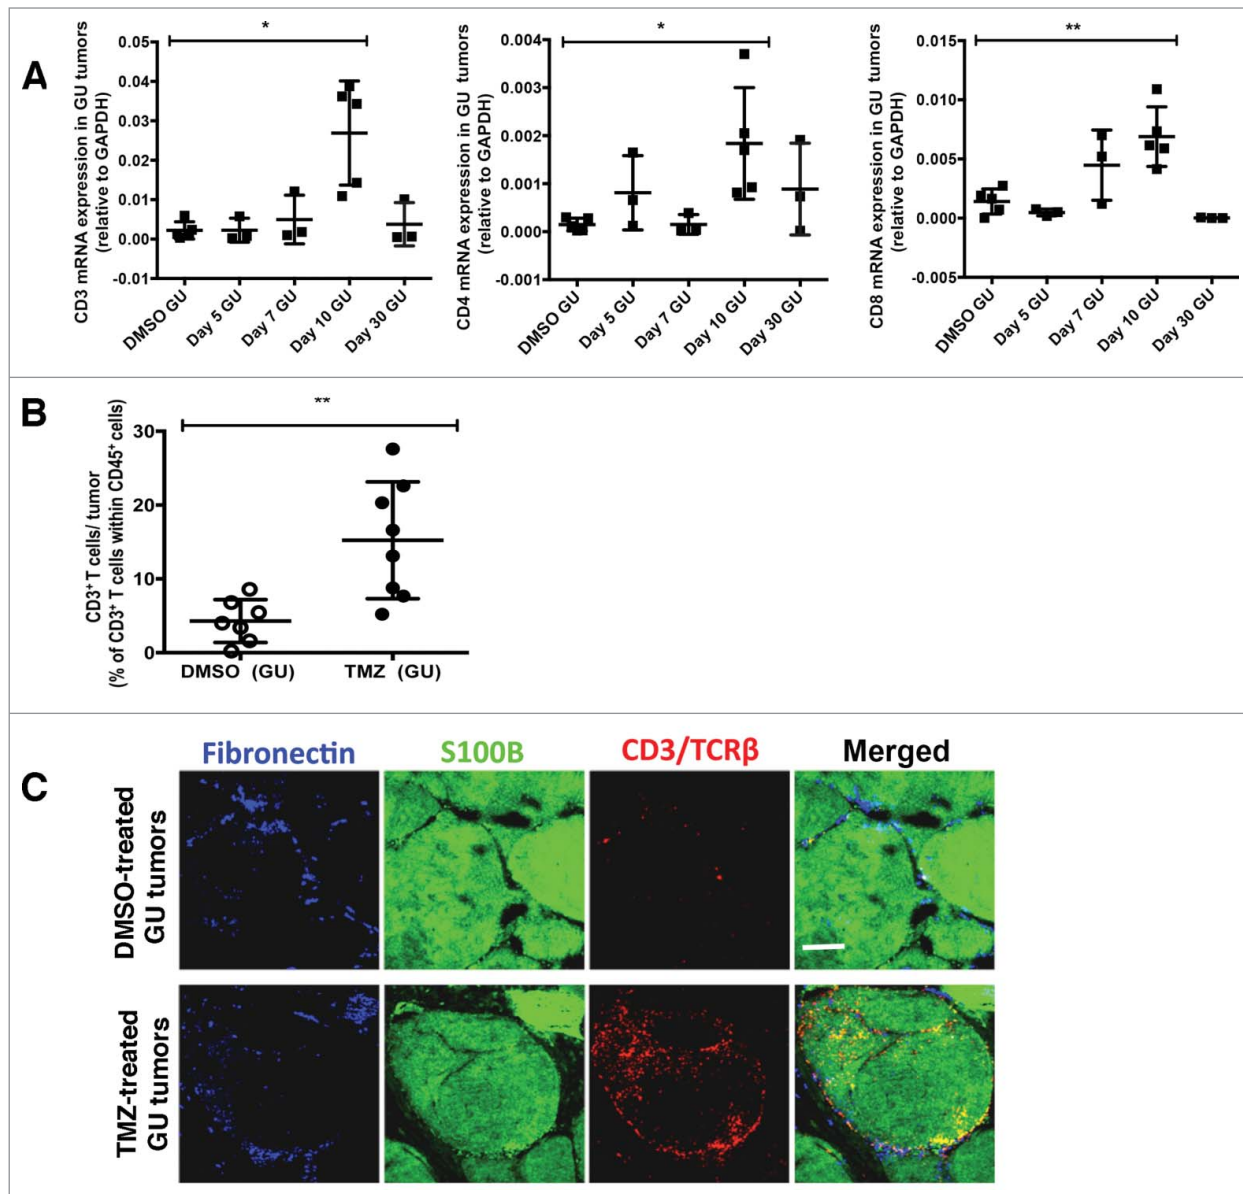 A
CD3 mRNA expression in GU tumors
(relative to GAPDH)
*
0.05
0.04
0.03
0.02
0.01
0.00
-0.01
DMSO GU
Day 5 GU
Day 7 GU
Day 10 GU
Day 30 GU
CD4 mRNA expression in GU tumors
(relative to GAPDH)
*
0.004
0.003
0.002
0.001
0.000
-0.001
DMSO GU
Day 5 GU
Day 7 GU
Day 10 GU
Day 30 GU
CD8 mRNA expression in GU tumors
(relative to GAPDH)
**
0.015
0.010
0.005
0.000
-0.005
DMSO GU
Day 5 GU
Day 7 GU
Day 10 GU
Day 30 GU
B
CD3⁺ T cells/ tumor
(% of CD3⁺ T cells within CD45⁺ cells)
**
30
20
10
0
DMSO (GU)
TMZ (GU)
C
Fibronectin
S100B
CD3/TCRβ
Merged
DMSO-treated
GU tumors
TMZ-treated
GU tumors